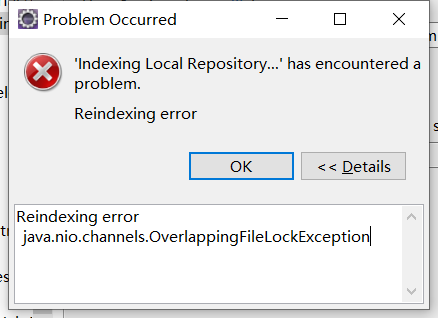 Problem Occurred
'Indexing Local Repository...' has encountered a
problem.
Reindexing error
OK
<< Details
Reindexing error
java.nio.channels.OverlappingFileLockException